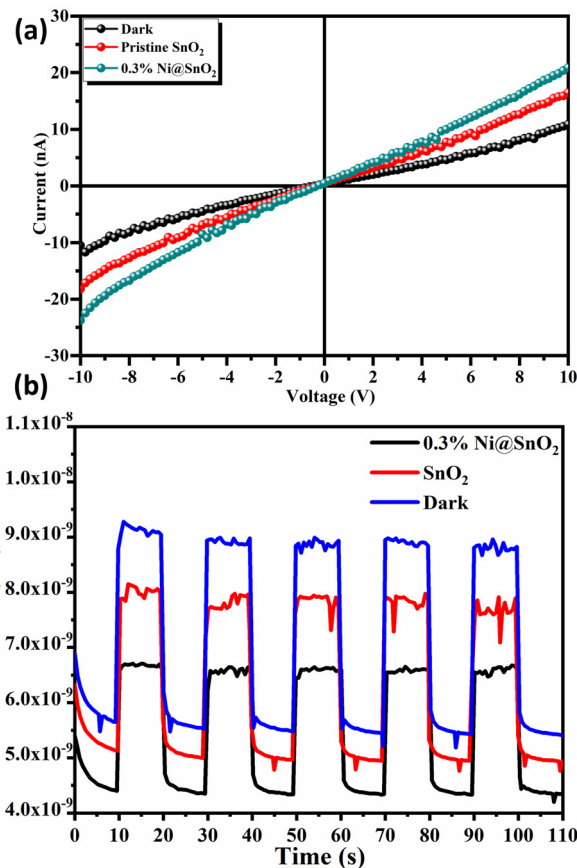 (a)
Dark
Pristine SnO₂
0.3% Ni@SnO₂
30
20
10
0
-10
-20
-30
Current (nA)
-10 -8 -6 -4 -2 0 2 4 6 8 10
Voltage (V)
(b)
1.1x10⁻⁸
1.0x10⁻⁸
9.0x10⁻⁹
8.0x10⁻⁹
7.0x10⁻⁹
6.0x10⁻⁹
5.0x10⁻⁹
4.0x10⁻⁹
0.3% Ni@SnO₂
SnO₂
Dark
0 10 20 30 40 50 60 70 80 90 100 110
Time (s)